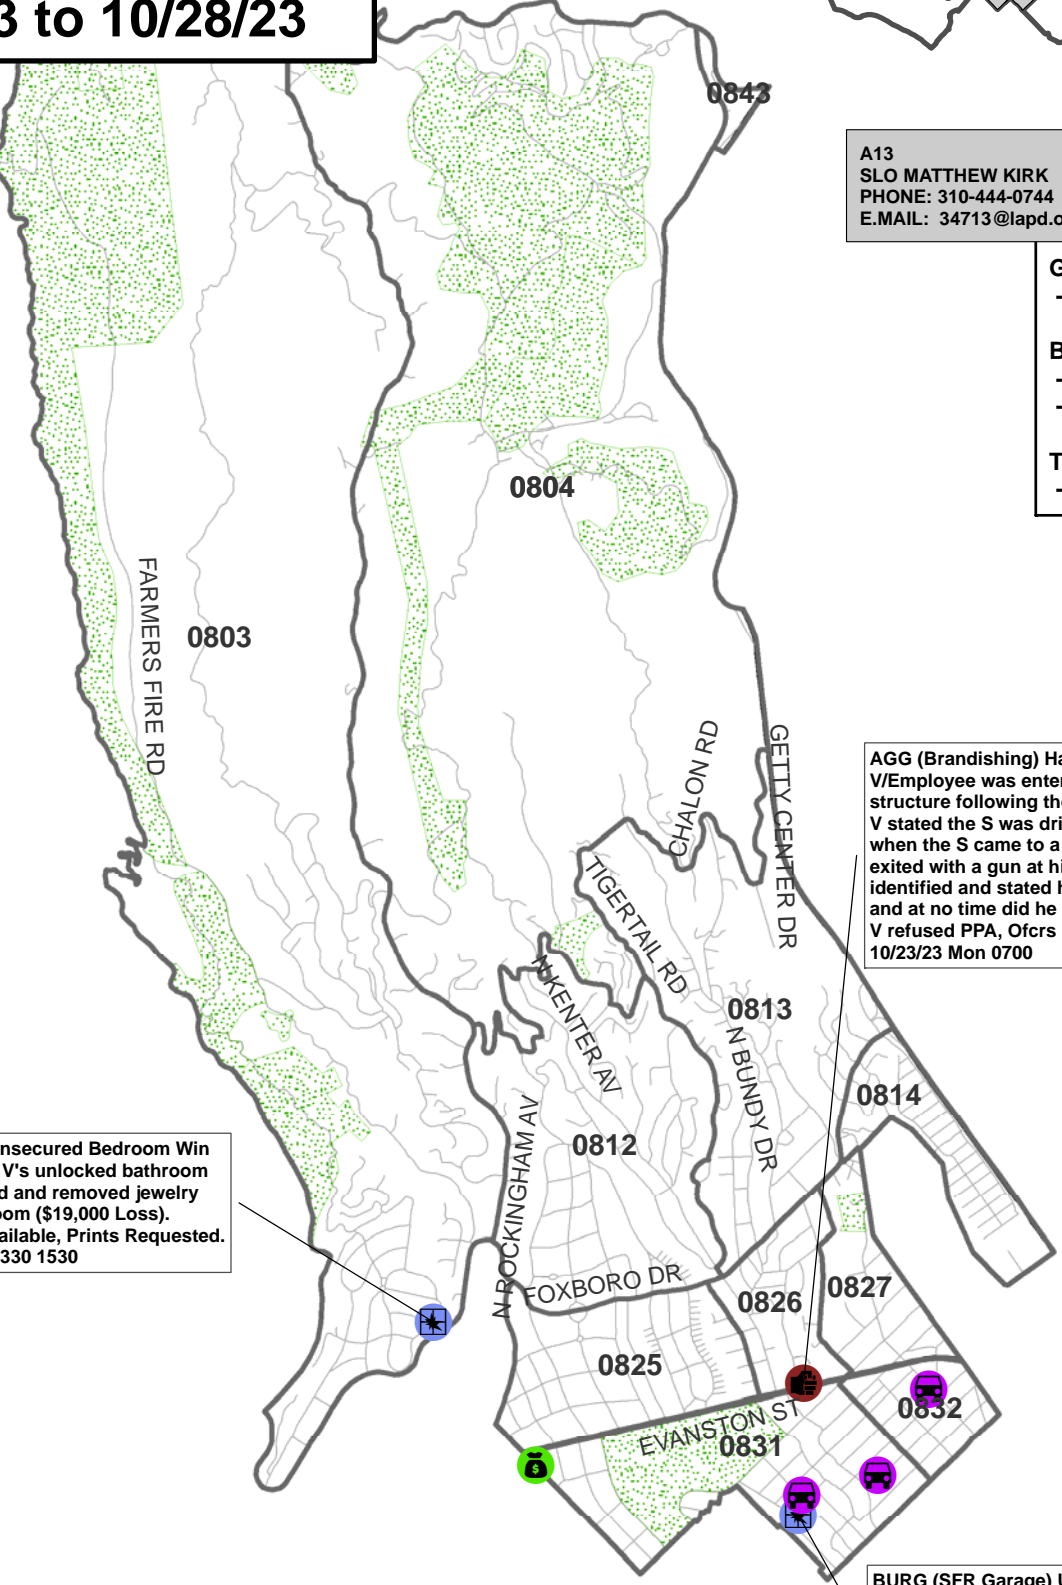 3 to 10/28/23
0843
A13
SLO MATTHEW KIRK
PHONE: 310-444-0744
E.MAIL: 34713@lapd.o
G
-
B
-
-
T
-
0804
FARMERS FIRE RD
0803
CHALON RD
GETTY CENTER DR
AGG (Brandishing) Ha
V/Employee was enter
structure following the
V stated the S was dri
when the S came to a
exited with a gun at hi
identified and stated h
and at no time did he
V refused PPA, Ofcrs
10/23/23 Mon 0700
TIGERTAIL RD
N KENTER AV
0813
N BUNDY DR
0814
nsecured Bedroom Win
V's unlocked bathroom
d and removed jewelry
oom ($19,000 Loss).
ailable, Prints Requested.
330 1530
N ROCKINGHAM AV
0812
FOXBORO DR
0826
0827
0825
EVANSTON ST
0831
0832
$
BURG (SFR Garage) U